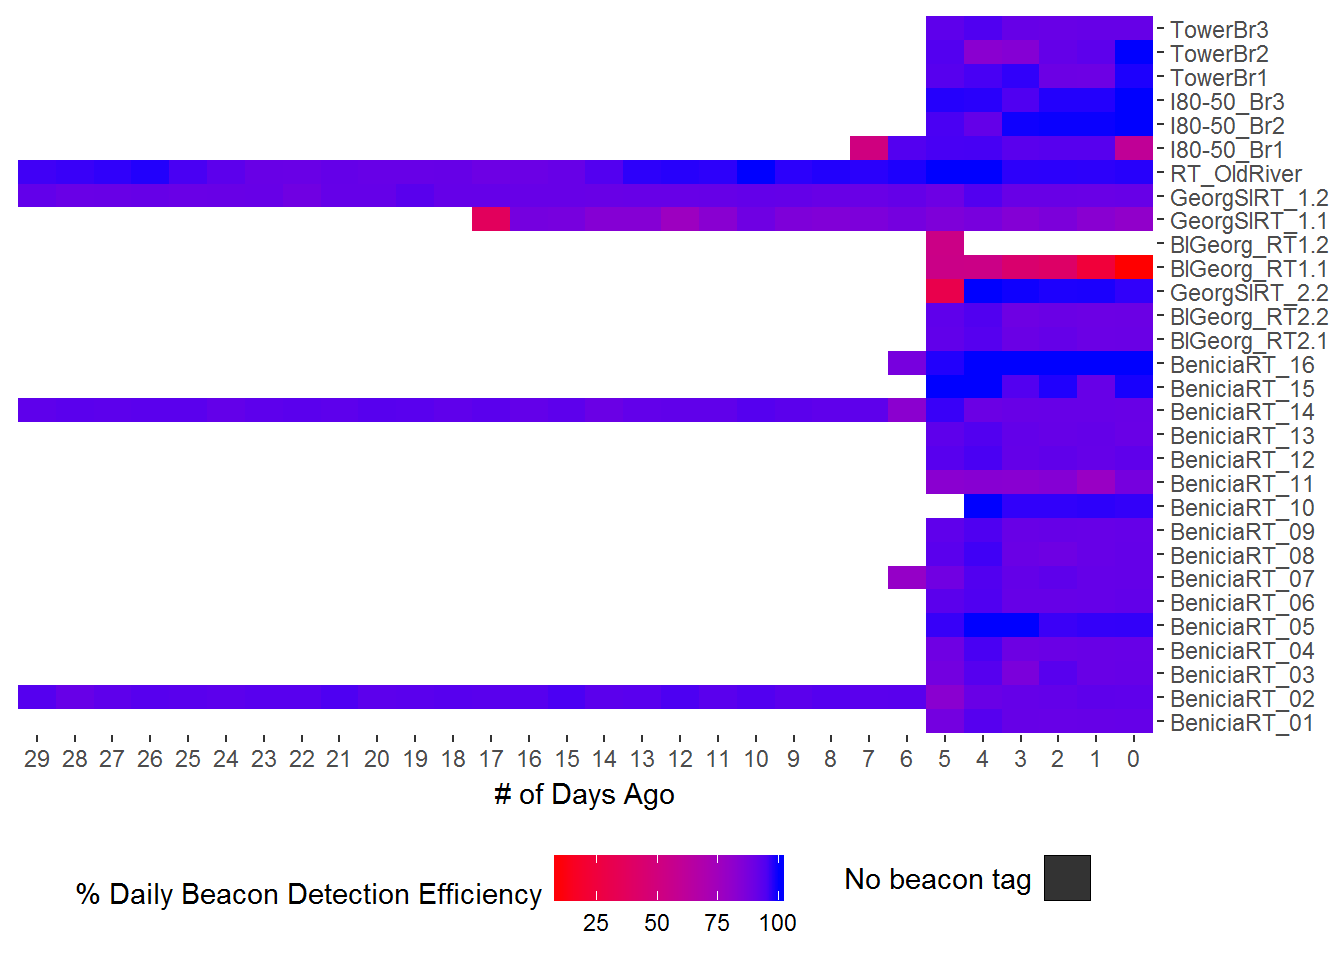 TowerBr3
TowerBr2
TowerBr1
I80-50_Br3
I80-50_Br2
I80-50_Br1
RT_OldRiver
GeorgSlRT_1.2
GeorgSlRT_1.1
BlGeorg_RT1.2
BlGeorg_RT1.1
GeorgSlRT_2.2
BlGeorg_RT2.2
BlGeorg_RT2.1
BeniciaRT_16
BeniciaRT_15
BeniciaRT_14
BeniciaRT_13
BeniciaRT_12
BeniciaRT_11
BeniciaRT_10
BeniciaRT_09
BeniciaRT_08
BeniciaRT_07
BeniciaRT_06
BeniciaRT_05
BeniciaRT_04
BeniciaRT_03
BeniciaRT_02
BeniciaRT_01
29 28 27 26 25 24 23 22 21 20 19 18 17 16 15 14 13 12 11 10 9 8 7 6 5 4 3 2 1 0
# of Days Ago
% Daily Beacon Detection Efficiency
25 50 75 100
No beacon tag